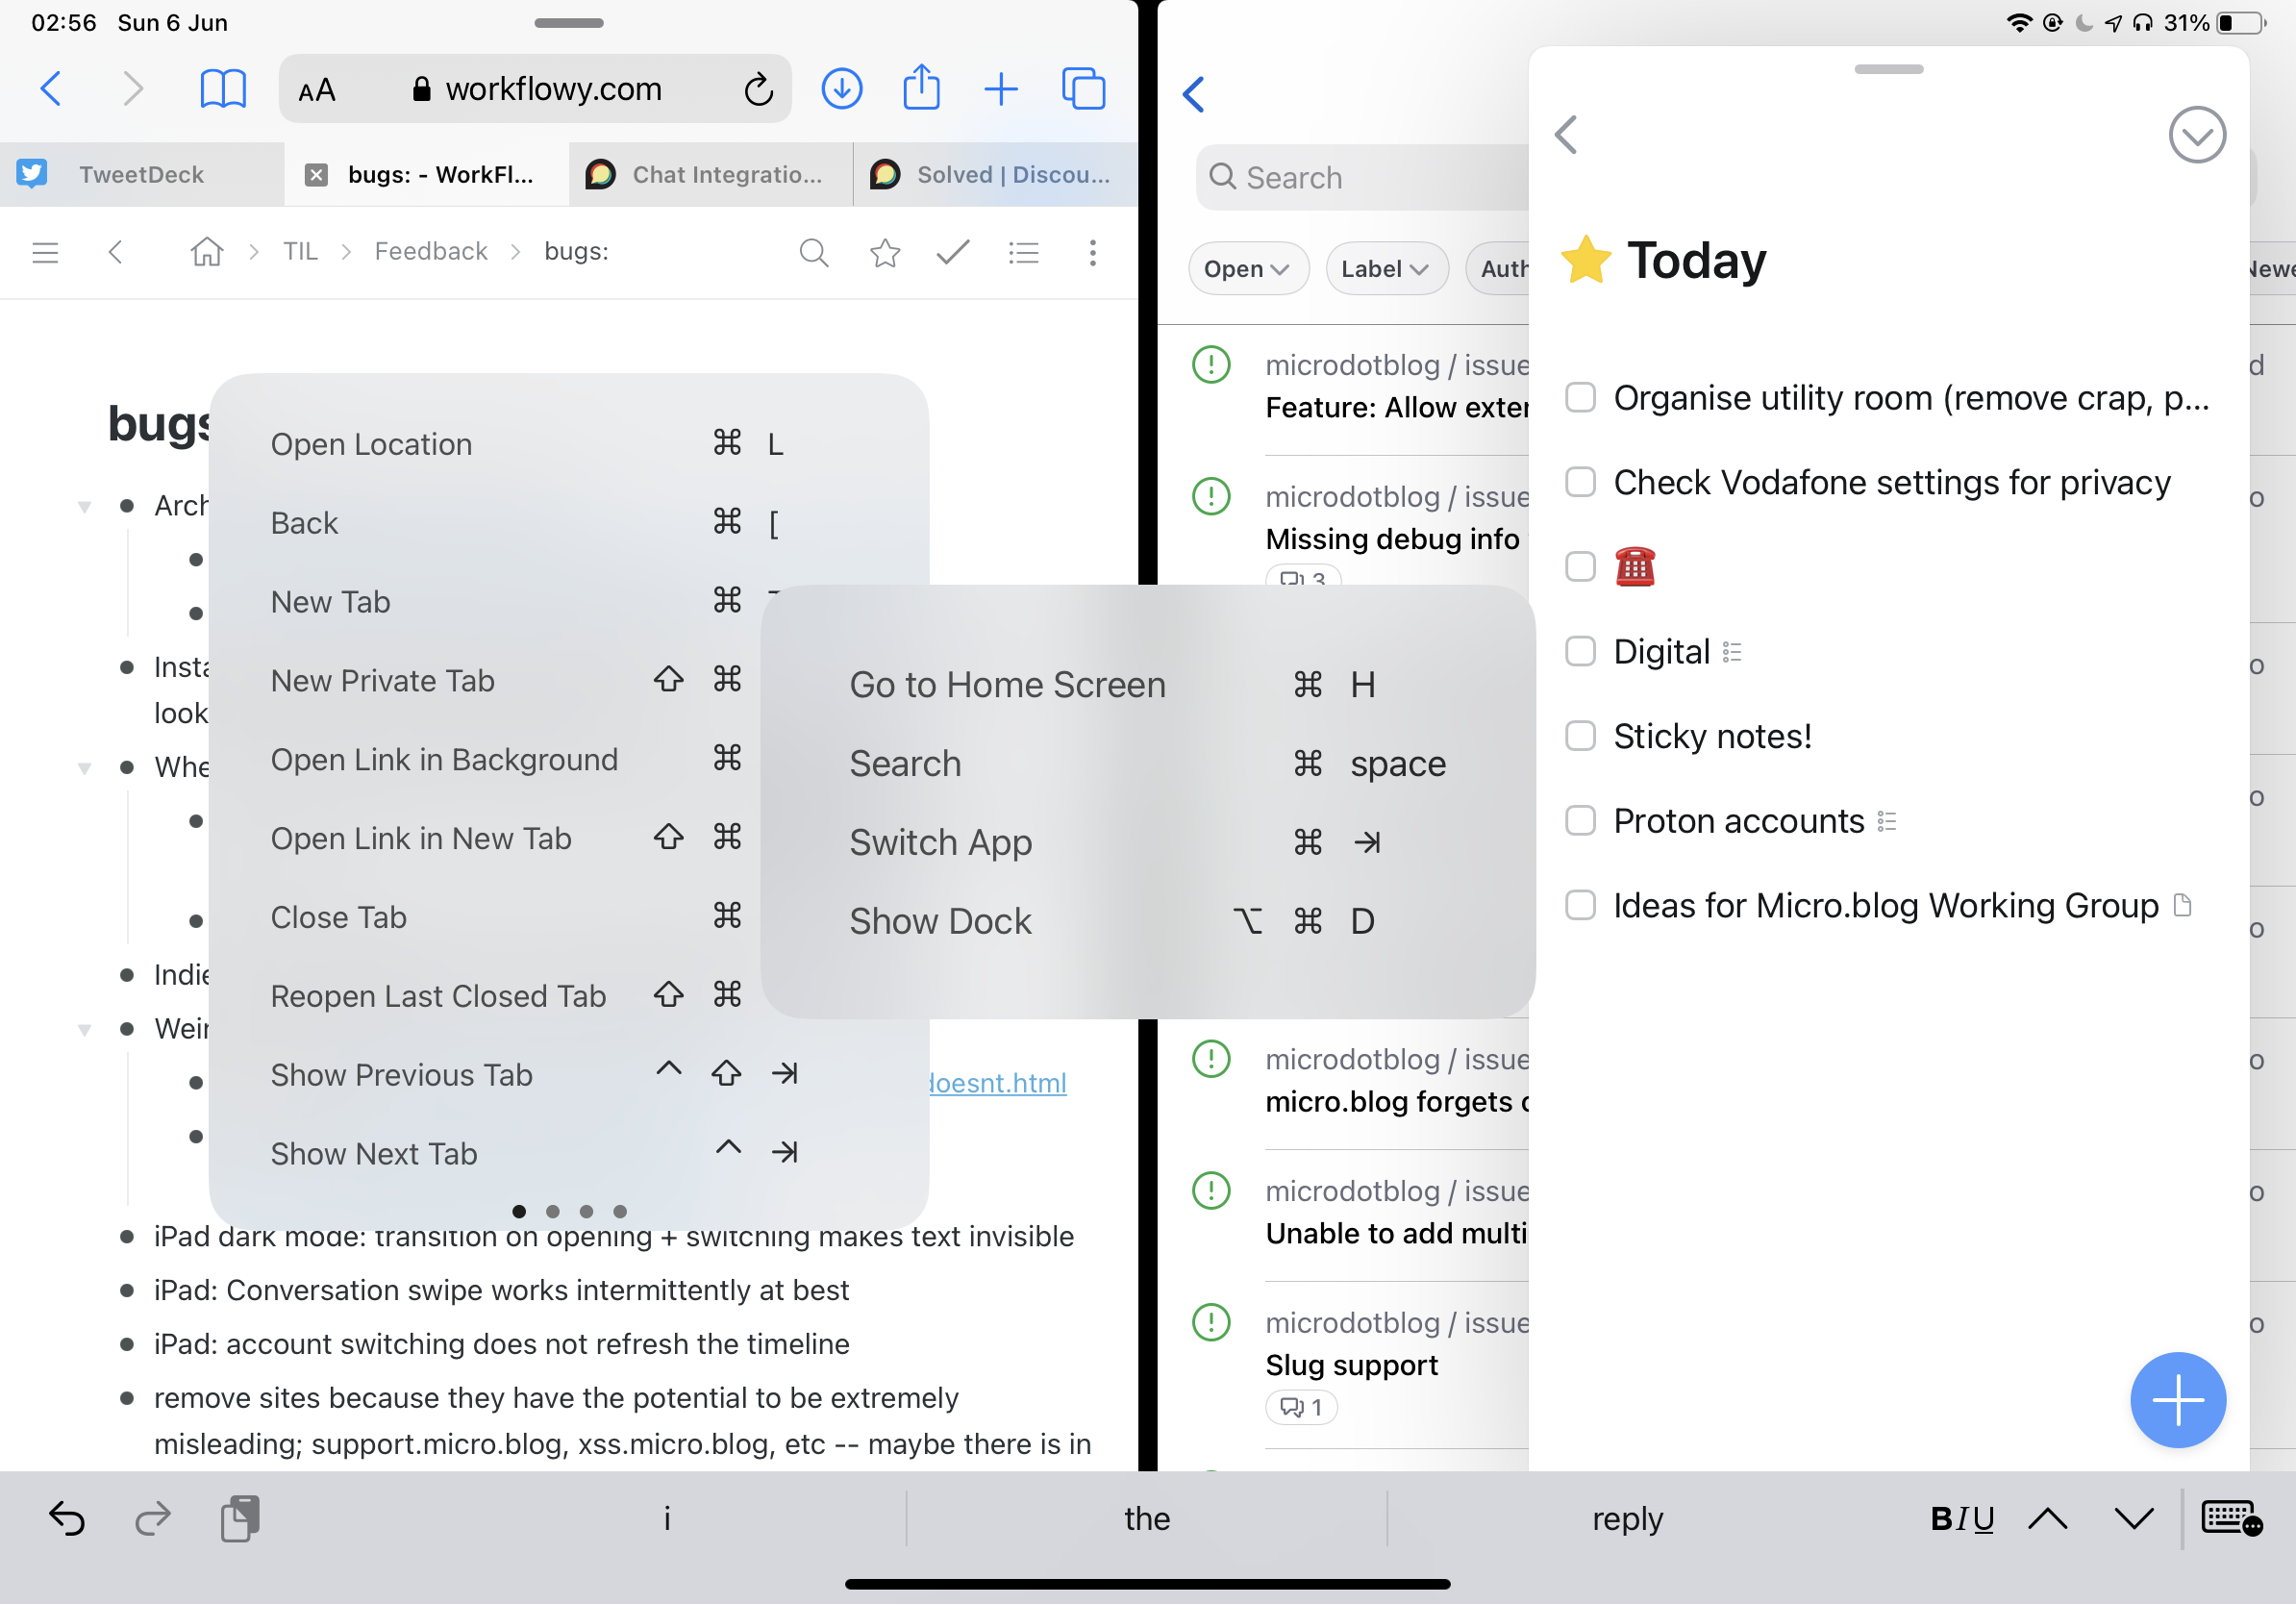 02:56 Sun 6 Jun
31%
AA workflowy.com
TweetDeck
bugs: - WorkFl...
Chat Integratio...
Solved | Discou...
TIL Feedback bugs:
bugs
Open Location ⌘ L
Back ⌘ [
New Tab ⌘
New Private Tab ⇧ ⌘
Open Link in Background ⌘
Open Link in New Tab ⇧ ⌘
Close Tab ⌘
Reopen Last Closed Tab ⇧ ⌘
Show Previous Tab ^ ⇧ ⇥
Show Next Tab ^ ⇥
look
doesnt.html
iPad dark mode: transition on opening + switching makes text invisible
iPad: Conversation swipe works intermittently at best
iPad: account switching does not refresh the timeline
remove sites because they have the potential to be extremely
misleading; support.micro.blog, xss.micro.blog, etc -- maybe there is in
Go to Home Screen ⌘ H
Search ⌘ space
Switch App ⌘ ⇥
Show Dock ⌥ ⌘ D
Search
Open
Label
microdotblog / issue
Feature: Allow
microdotblog / issue
Missing debug info
3
microdotblog / issue
micro.blog forgets
microdotblog / issue
Unable to add multi
microdotblog / issue
Slug support
1
Today
Organise utility room (remove crap, p...
Check Vodafone settings for privacy
Digital
Sticky notes!
Proton accounts
Ideas for Micro.blog Working Group
i
the
reply
BIU